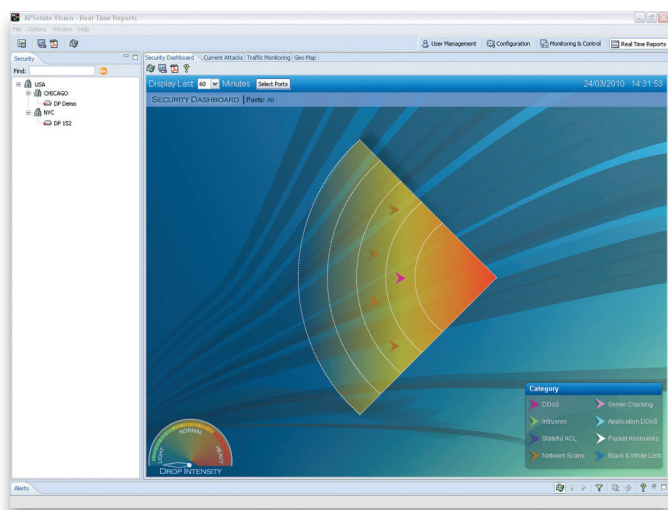 APSolute Vision - Real Time Reports
File Options Window Help
User Management Configuration Monitoring & Control Real Time Reports
Security
Security Dashboard Current Attacks Traffic Monitoring Geo Map
Find:
USA
CHICAGO
DP Demo
NYC
DP 152
Display Last 60 Minutes Select Ports 24/03/2010 14:31:53
SECURITY DASHBOARD | Ports: All
Category
DDoS Server Cracking
Intrusion Application DDoS
Stateful ACL Packet Anomalies
Network Scans Black & White Lists
LIGHT NORMAL HEAVY
DROP INTENSITY
Alerts